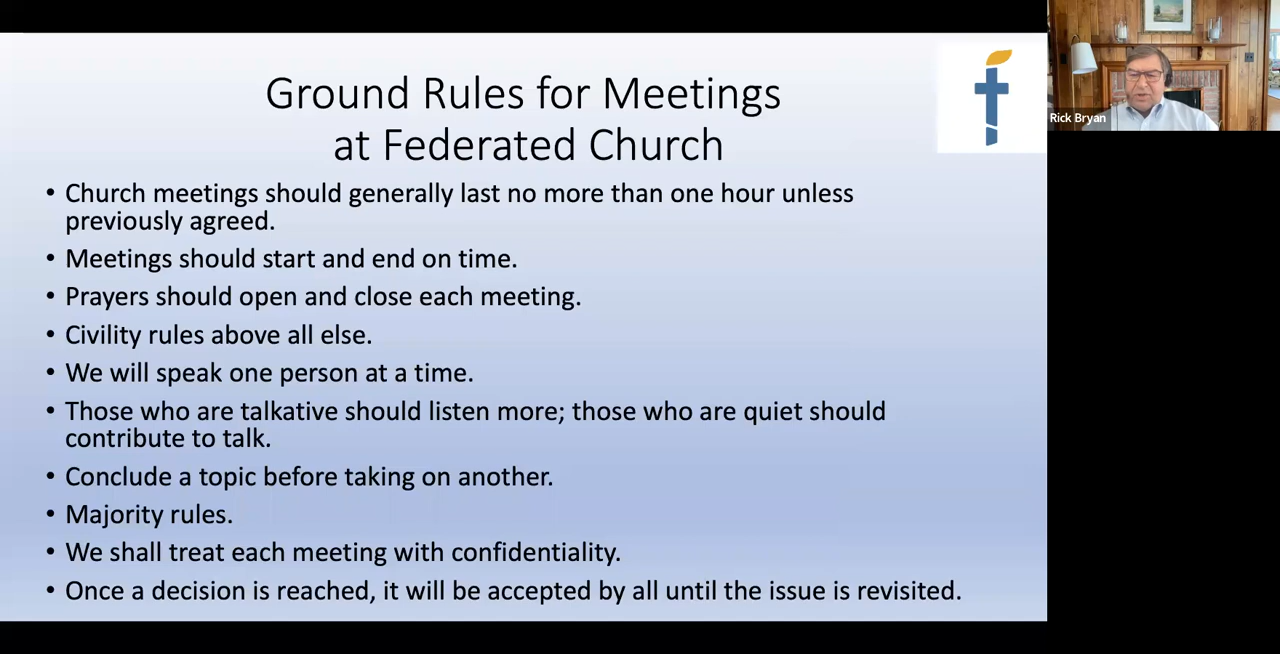 Ground Rules for Meetings
at Federated Church
• Church meetings should generally last no more than one hour unless
previously agreed.
• Meetings should start and end on time.
• Prayers should open and close each meeting.
• Civility rules above all else.
• We will speak one person at a time.
• Those who are talkative should listen more; those who are quiet should
contribute to talk.
• Conclude a topic before taking on another.
• Majority rules.
• We shall treat each meeting with confidentiality.
• Once a decision is reached, it will be accepted by all until the issue is revisited.
Rick Bryan